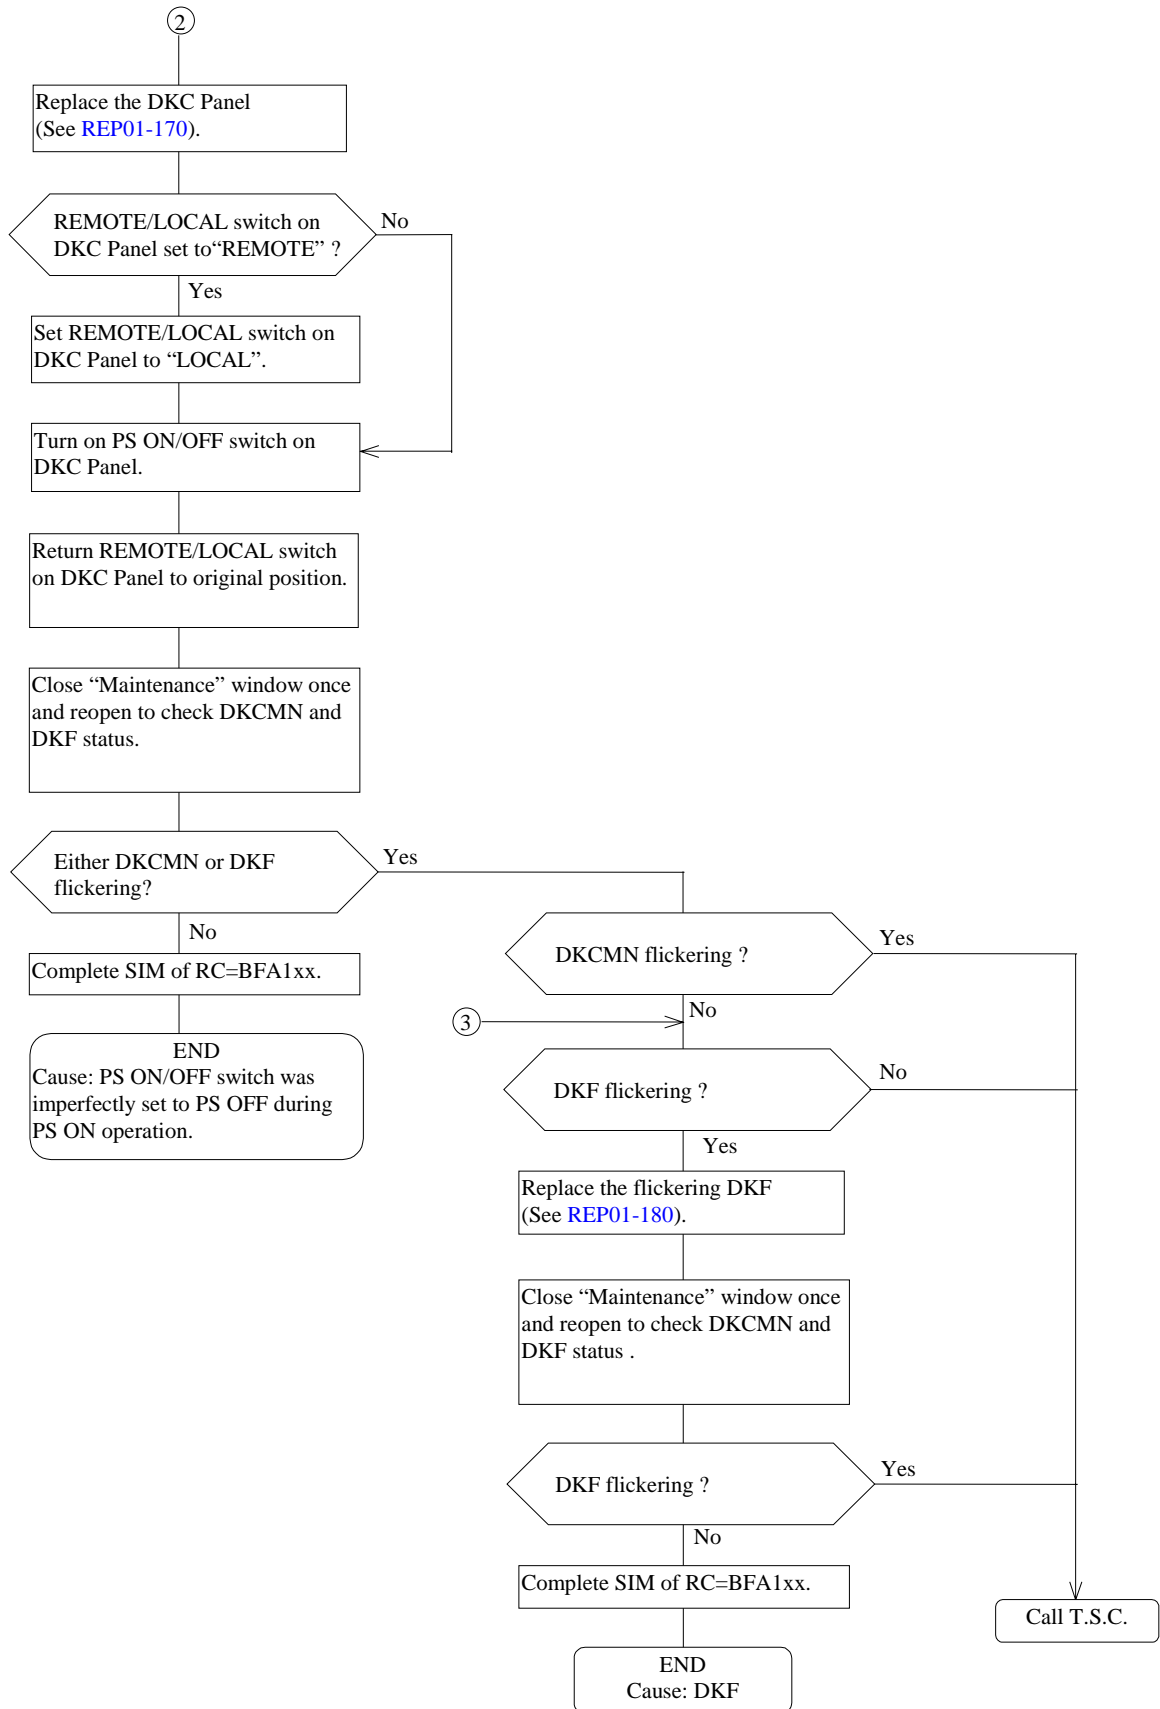 2
Replace the DKC Panel
(See REP01-170).
REMOTE/LOCAL switch on
DKC Panel set to“REMOTE” ?
No
Yes
Set REMOTE/LOCAL switch on
DKC Panel to “LOCAL”.
Turn on PS ON/OFF switch on
DKC Panel.
Return REMOTE/LOCAL switch
on DKC Panel to original position.
Close “Maintenance” window once
and reopen to check DKCMN and
DKF status.
Either DKCMN or DKF
flickering?
Yes
No
Complete SIM of RC=BFA1xx.
END
Cause: PS ON/OFF switch was
imperfectly set to PS OFF during
PS ON operation.
DKCMN flickering ?
Yes
No
3
DKF flickering ?
No
Yes
Replace the flickering DKF
(See REP01-180).
Close “Maintenance” window once
and reopen to check DKCMN and
DKF status .
DKF flickering ?
Yes
No
Complete SIM of RC=BFA1xx.
END
Cause: DKF
Call T.S.C.